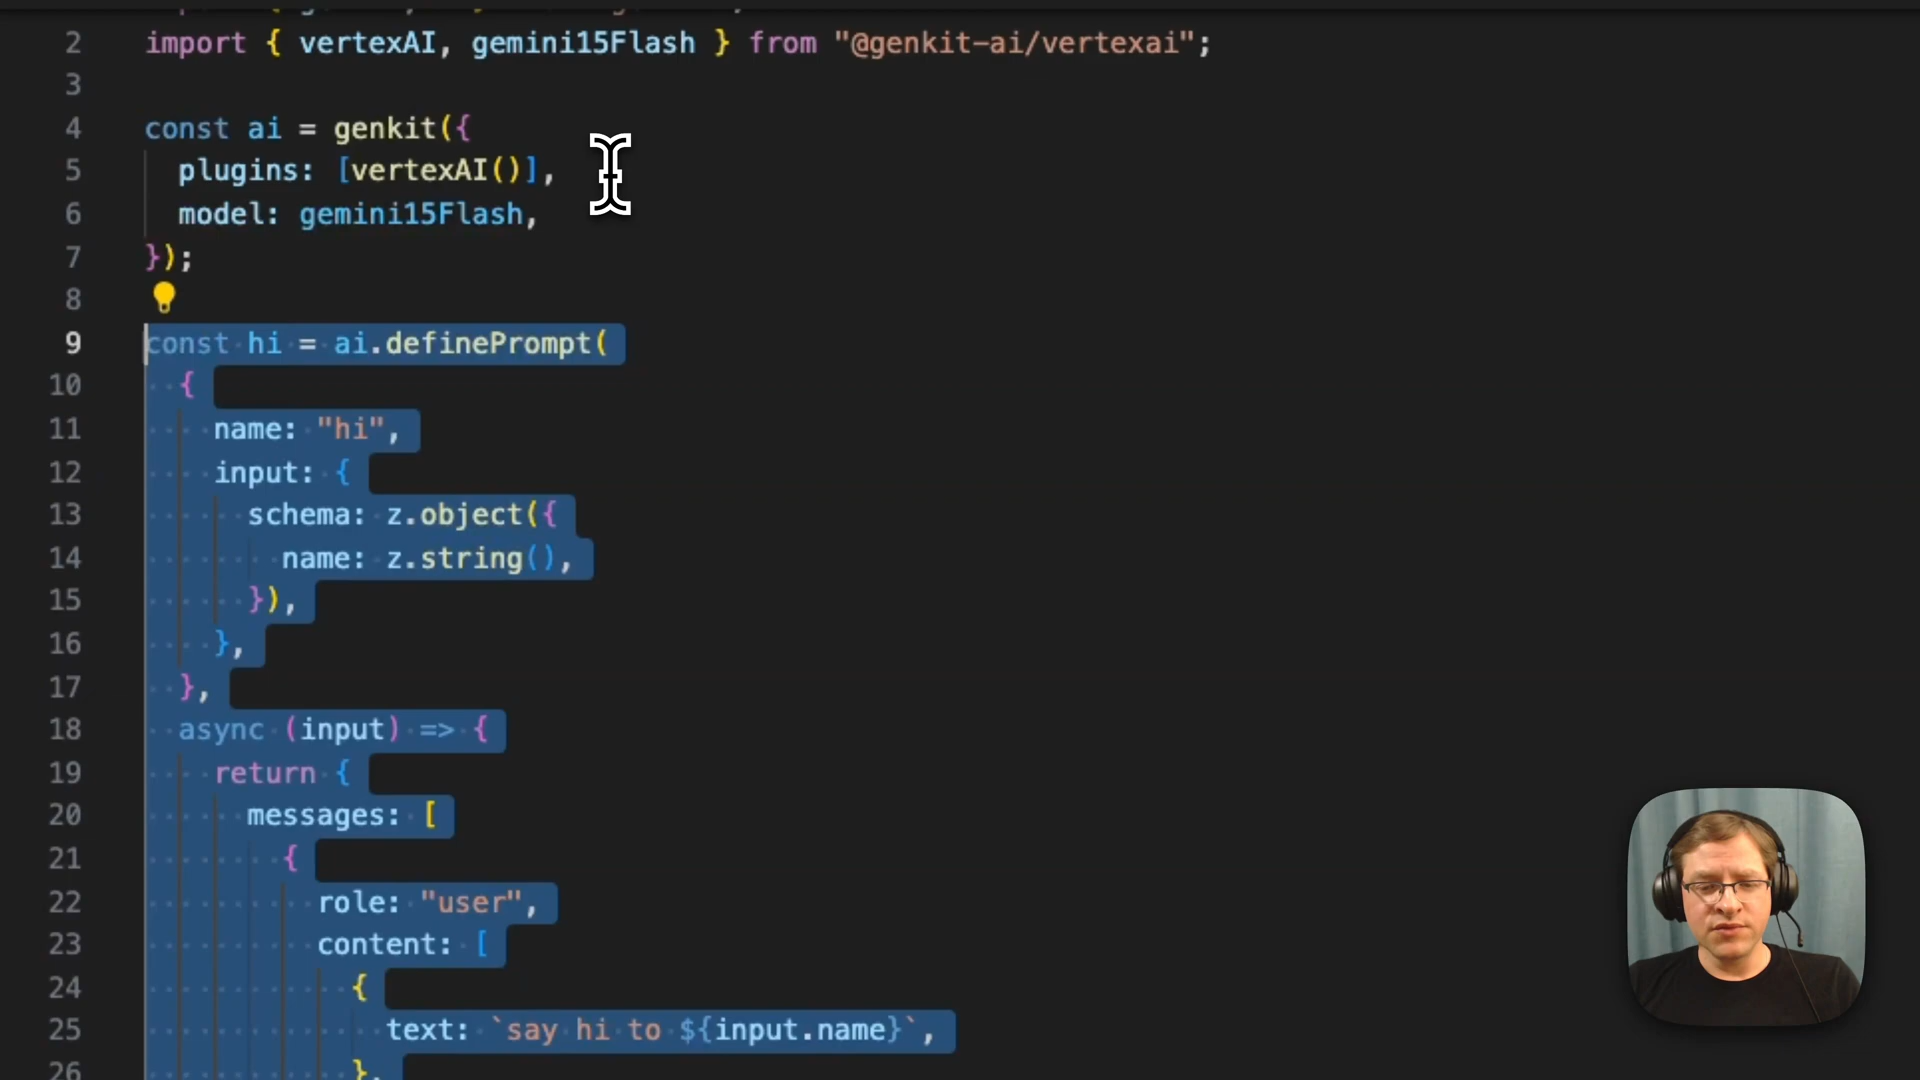 2 import { vertexAI, gemini15Flash } from "@genkit-ai/vertexai";
3
4 const ai = genkit({
5 plugins: [vertexAI()],
6 model: gemini15Flash,
7 });
8
9 const hi = ai.definePrompt(
10 {
11 name: "hi",
12 input: {
13 schema: z.object({
14 name: z.string(),
15 }),
16 },
17 },
18 async (input) => {
19 return {
20 messages: [
21 {
22 role: "user",
23 content: [
24 {
25 text: `say hi to ${input.name}`,
26 },